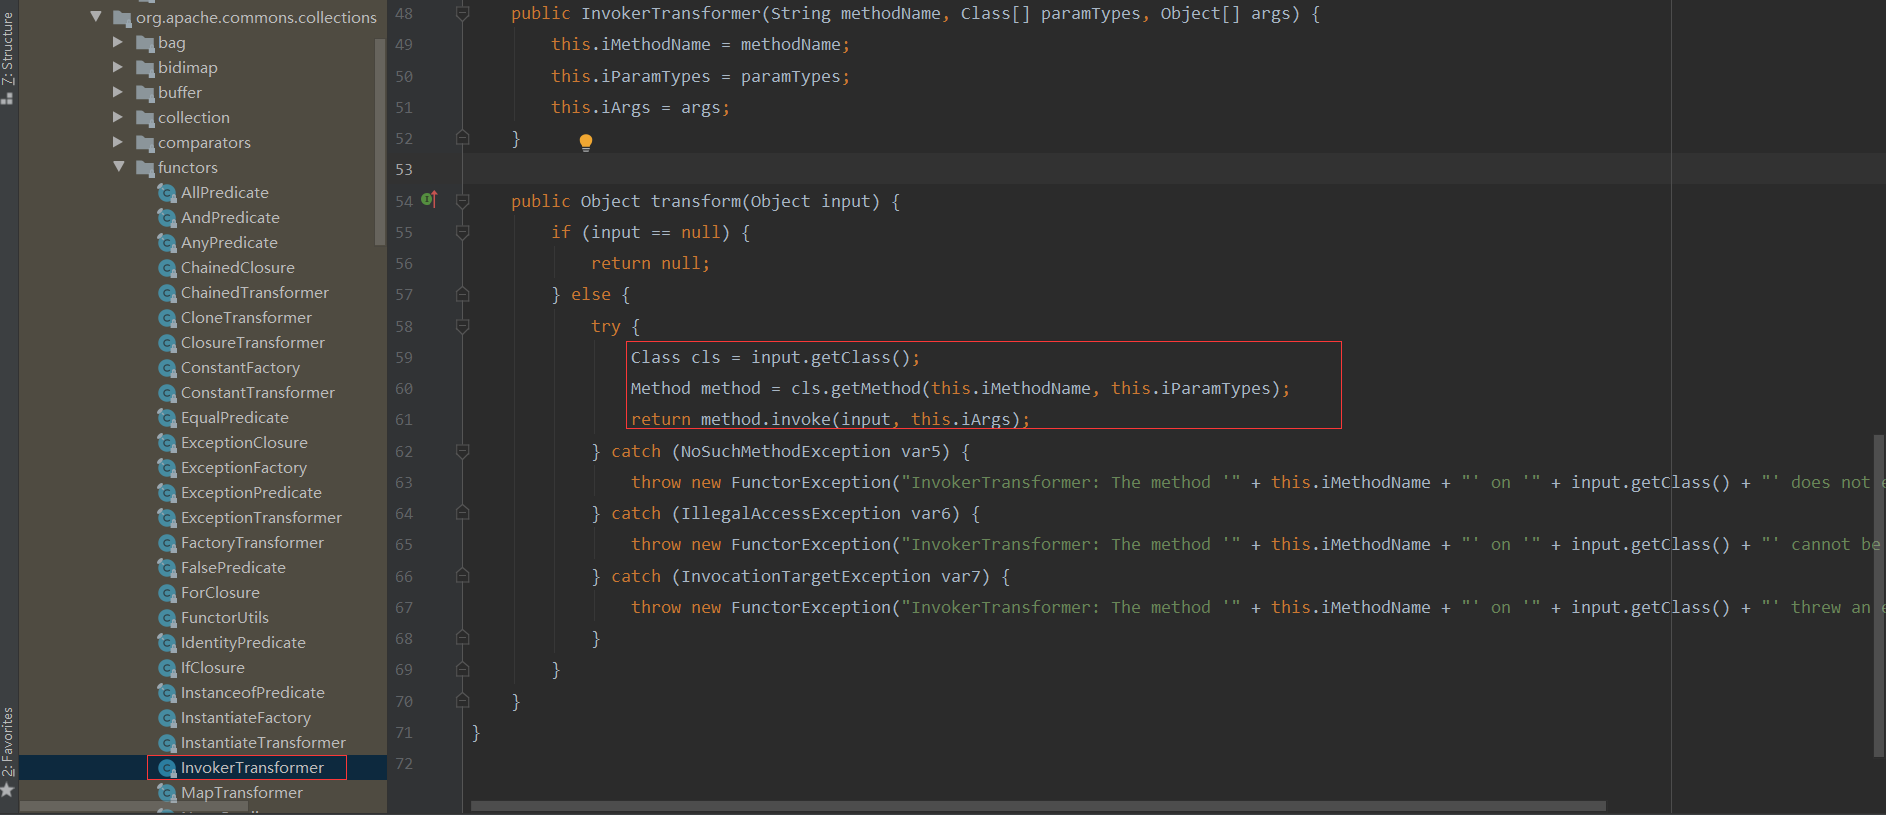 7: Structure
2: Favorites
org.apache.commons.collections
bag
bidimap
buffer
collection
comparators
functors
AllPredicate
AndPredicate
AnyPredicate
ChainedClosure
ChainedTransformer
CloneTransformer
ClosureTransformer
ConstantFactory
ConstantTransformer
EqualPredicate
ExceptionClosure
ExceptionFactory
ExceptionPredicate
ExceptionTransformer
FactoryTransformer
FalsePredicate
ForClosure
FunctorUtils
IdentityPredicate
IfClosure
InstanceofPredicate
InstantiateFactory
InstantiateTransformer
InvokerTransformer
MapTransformer
48 public InvokerTransformer(String methodName, Class[] paramTypes, Object[] args) {
49 this.iMethodName = methodName;
50 this.iParamTypes = paramTypes;
51 this.iArgs = args;
52 }
53
54 public Object transform(Object input) {
55 if (input == null) {
56 return null;
57 } else {
58 try {
59 Class cls = input.getClass();
60 Method method = cls.getMethod(this.iMethodName, this.iParamTypes);
61 return method.invoke(input, this.iArgs);
62 } catch (NoSuchMethodException var5) {
63 throw new FunctorException("InvokerTransformer: The method '" + this.iMethodName + "' on '" + input.getClass() + "' does not e
64 } catch (IllegalAccessException var6) {
65 throw new FunctorException("InvokerTransformer: The method '" + this.iMethodName + "' on '" + input.getClass() + "' cannot be
66 } catch (InvocationTargetException var7) {
67 throw new FunctorException("InvokerTransformer: The method '" + this.iMethodName + "' on '" + input.getClass() + "' threw an e
68 }
69 }
70 }
71 }
72